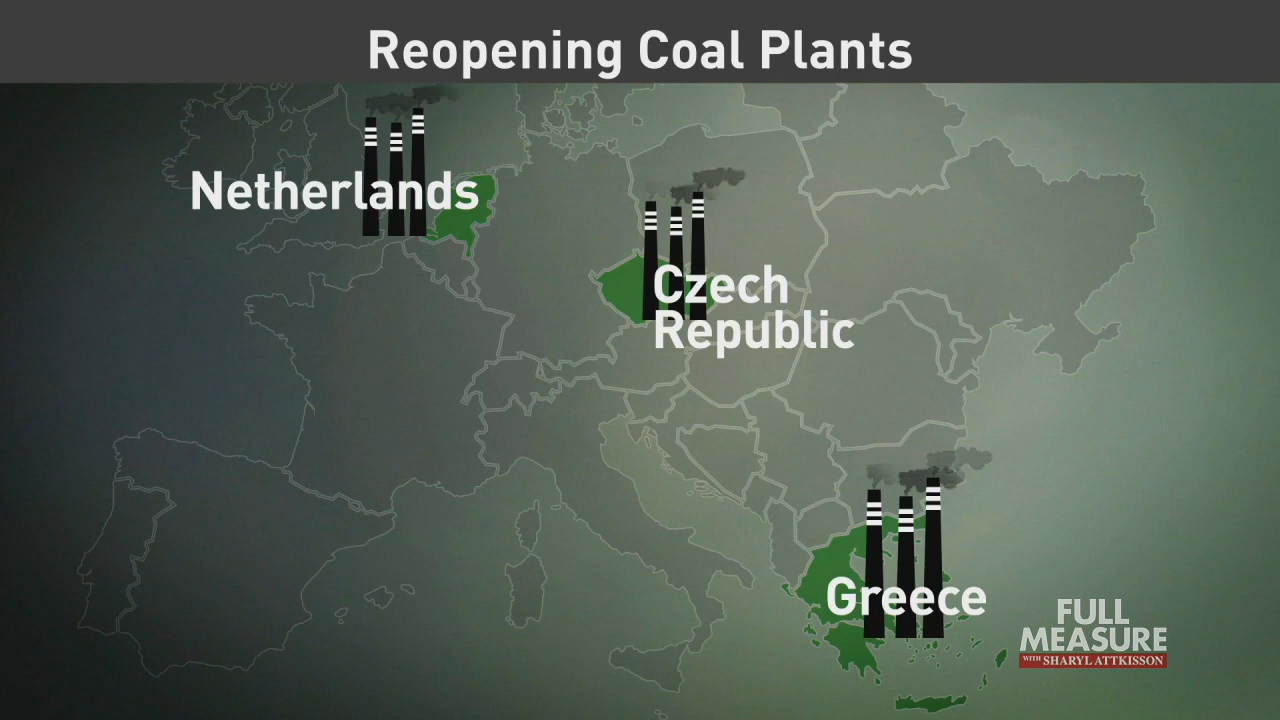 Reopening Coal Plants
Netherlands
Czech
Republic
Greece
FULL
MEASURE
WITH SHARYL ATTKISSON